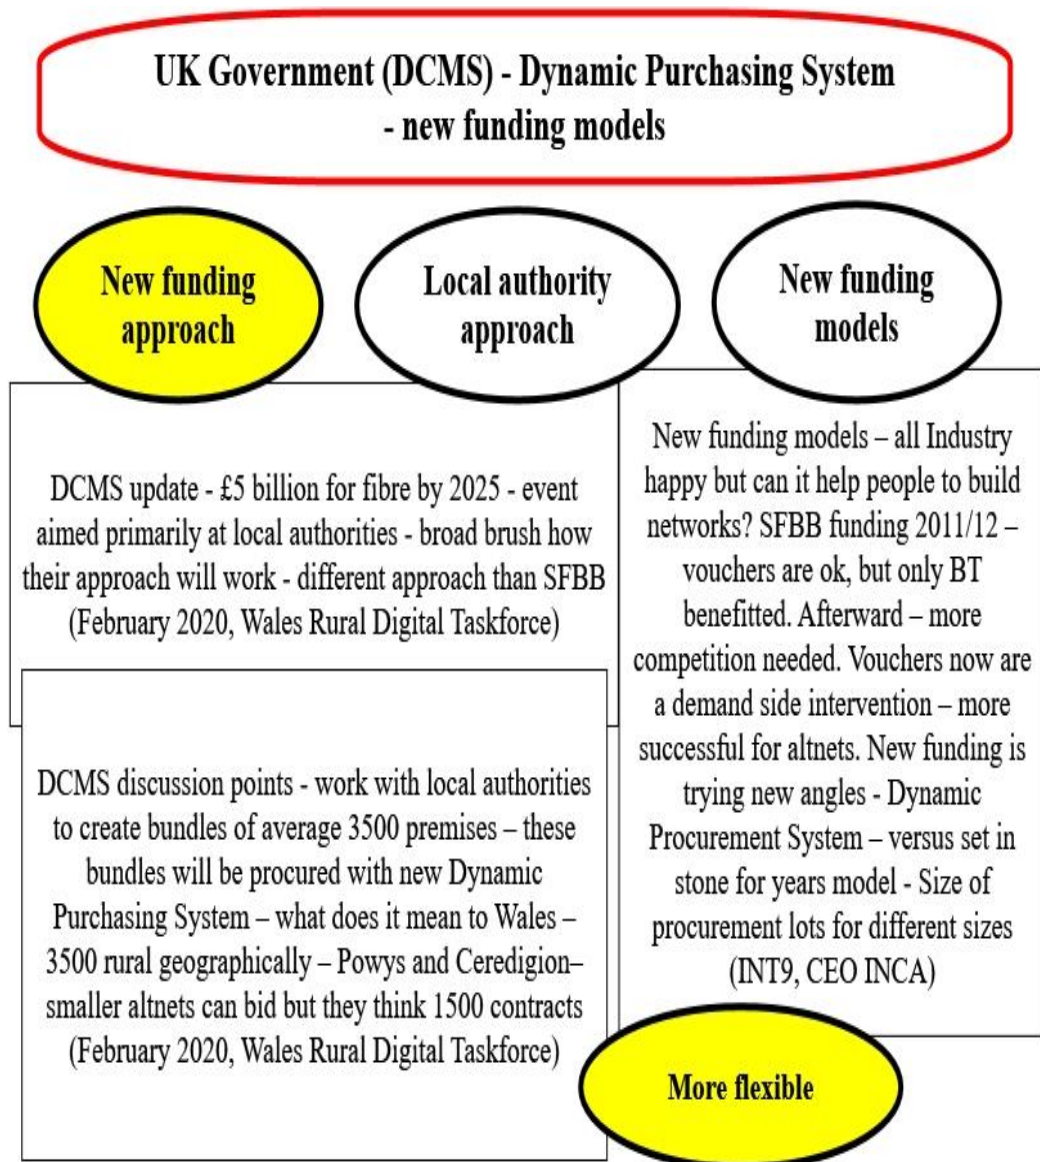 UK Government (DCMS) - Dynamic Purchasing System
- new funding models
New funding
approach
Local authority
approach
New funding
models
DCMS update - £5 billion for fibre by 2025 - event
aimed primarily at local authorities - broad brush how
their approach will work - different approach than SFBB
(February 2020, Wales Rural Digital Taskforce)
DCMS discussion points - work with local authorities
to create bundles of average 3500 premises – these
bundles will be procured with new Dynamic
Purchasing System – what does it mean to Wales –
3500 rural geographically – Powys and Ceredigion–
smaller altnets can bid but they think 1500 contracts
(February 2020, Wales Rural Digital Taskforce)
New funding models – all Industry
happy but can it help people to build
networks? SFBB funding 2011/12 –
vouchers are ok, but only BT
benefitted. Afterward – more
competition needed. Vouchers now are
a demand side intervention – more
successful for altnets. New funding is
trying new angles - Dynamic
Procurement System – versus set in
stone for years model - Size of
procurement lots for different sizes
(INT9, CEO INCA)
More flexible